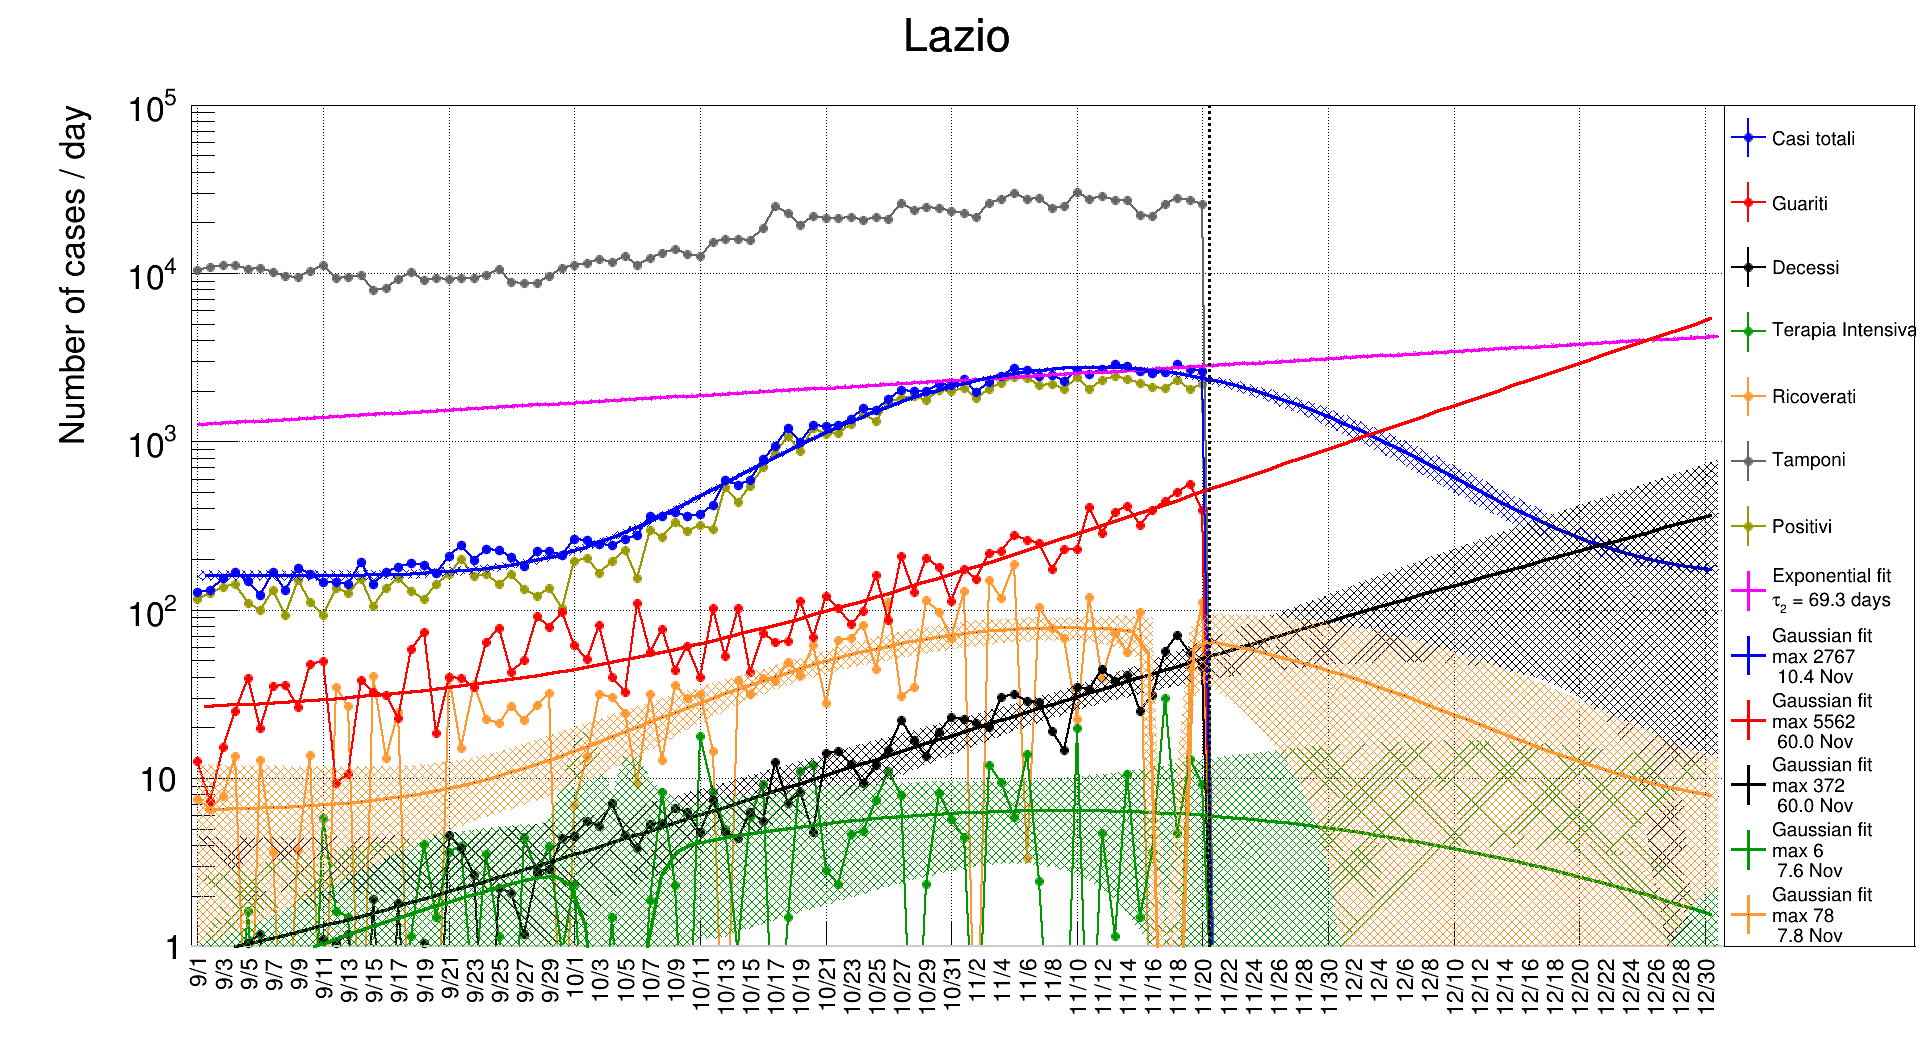 Lazio
Number of cases / day
10^5
10^4
10^3
10^2
10
1
9/1 9/3 9/5 9/7 9/9 9/11 9/13 9/15 9/17 9/19 9/21 9/23 9/25 9/27 9/29 10/1 10/3 10/5 10/7 10/9 10/11 10/13 10/15 10/17 10/19 10/21 10/23 10/25 10/27 10/29 10/31 11/2 11/4 11/6 11/8 11/10 11/12 11/14 11/16 11/18 11/20 11/22 11/24 11/26 11/28 11/30 12/2 12/4 12/6 12/8 12/10 12/12 12/14 12/16 12/18 12/20 12/22 12/24 12/26 12/28 12/30
Casi totali
Guariti
Decessi
Terapia Intensiva
Ricoverati
Tamponi
Positivi
Exponential fit
τ2 = 69.3 days
Gaussian fit
max 2767
10.4 Nov
Gaussian fit
max 5562
60.0 Nov
Gaussian fit
max 372
60.0 Nov
Gaussian fit
max 6
7.6 Nov
Gaussian fit
max 78
7.8 Nov